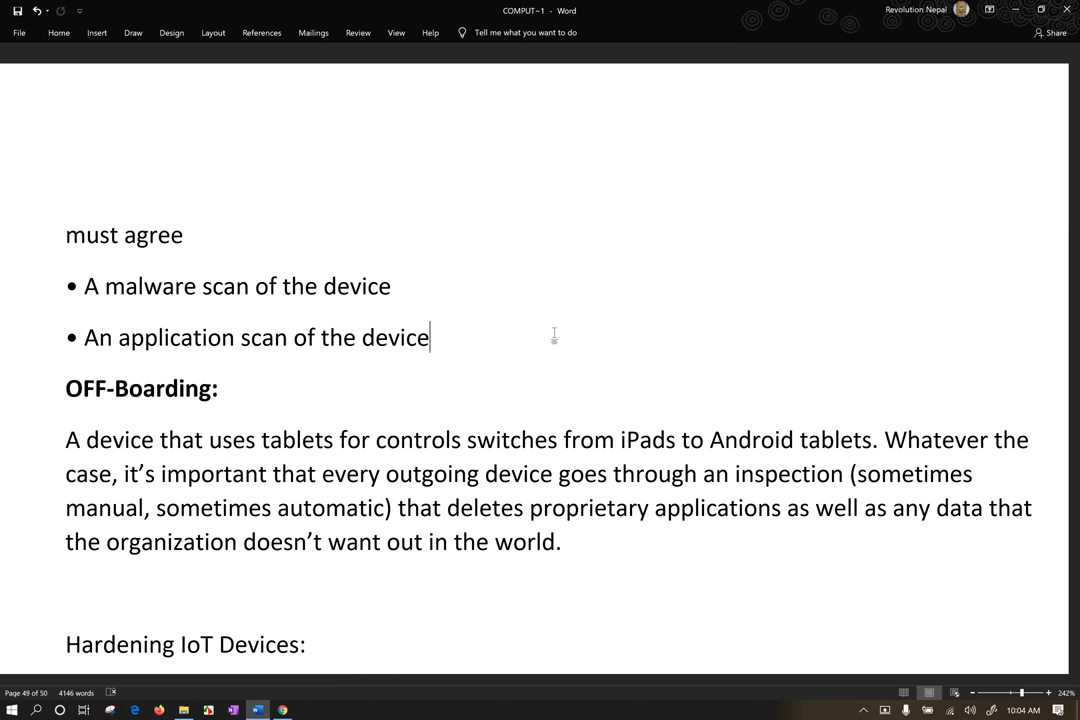 COMPUT~1 - Word
Revolution Nepal
File Home Insert Draw Design Layout References Mailings Review View Help Tell me what you want to do Share
must agree
• A malware scan of the device
• An application scan of the device
OFF-Boarding:
A device that uses tablets for controls switches from iPads to Android tablets. Whatever the
case, it’s important that every outgoing device goes through an inspection (sometimes
manual, sometimes automatic) that deletes proprietary applications as well as any data that
the organization doesn’t want out in the world.
Hardening IoT Devices:
Page 49 of 50 4146 words 242%
10:04 AM